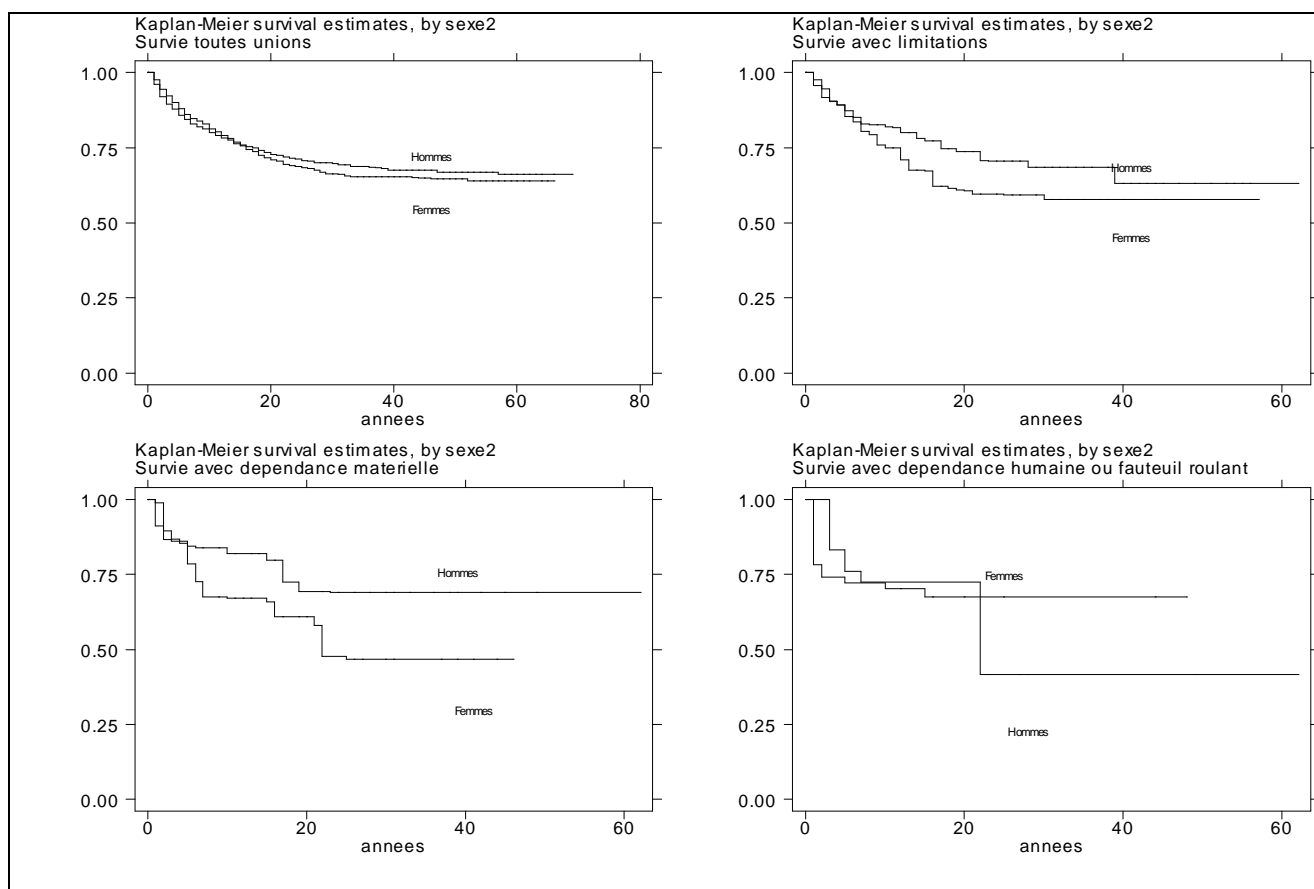 Kaplan-Meier survival estimates, by sexe2
Survie toutes unions
1.00
0.75
0.50
0.25
0.00
Hommes
Femmes
0 20 40 60 80
annees
Kaplan-Meier survival estimates, by sexe2
Survie avec limitations
1.00
0.75
0.50
0.25
0.00
Hommes
Femmes
0 20 40 60
annees
Kaplan-Meier survival estimates, by sexe2
Survie avec dependance materielle
1.00
0.75
0.50
0.25
0.00
Hommes
Femmes
0 20 40 60
annees
Kaplan-Meier survival estimates, by sexe2
Survie avec dependance humaine ou fauteuil roulant
1.00
0.75
0.50
0.25
0.00
Femmes
Hommes
0 20 40 60
annees